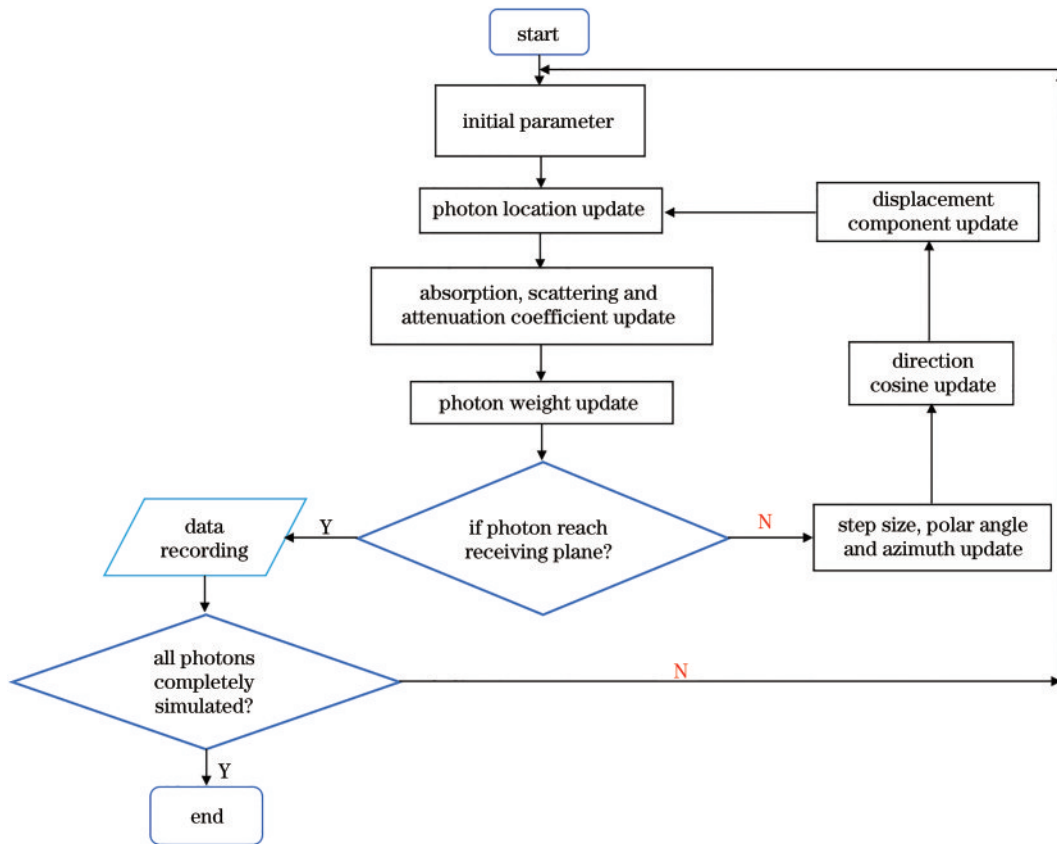 start
initial parameter
photon location update
displacement
component update
absorption, scattering and
attenuation coefficient update
direction
cosine update
photon weight update
if photon reach
receiving plane?
Y
N
data
recording
step size, polar angle
and azimuth update
all photons
completely
simulated?
N
Y
end